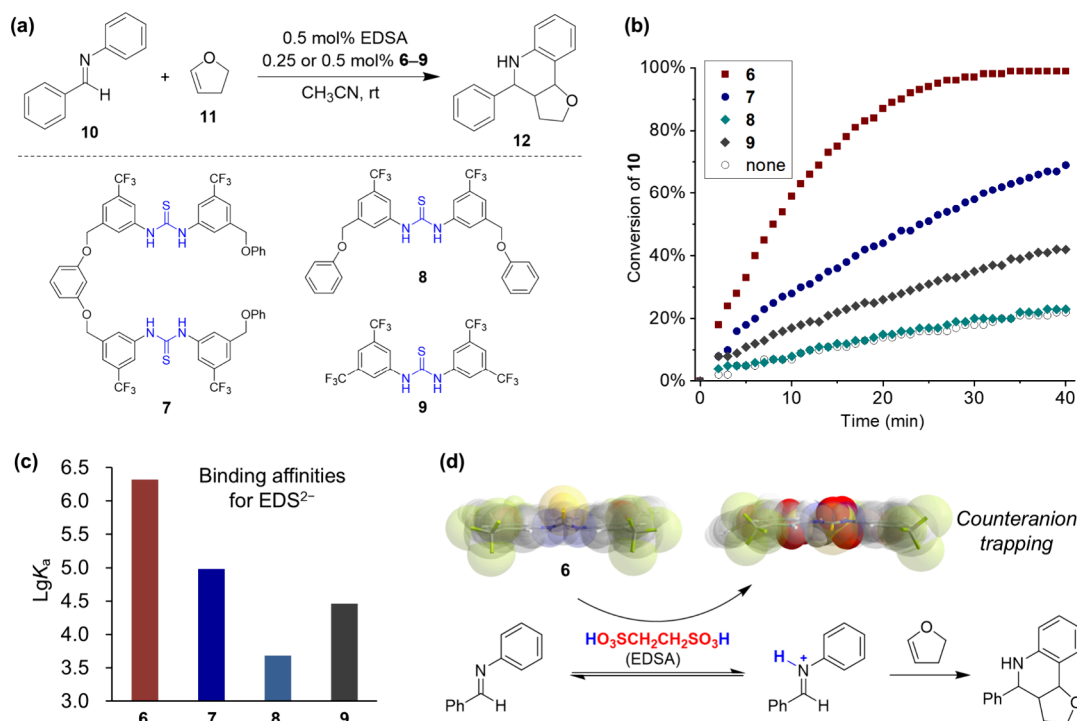 (a)
N
H
10
+
O
11
0.5 mol% EDSA
0.25 or 0.5 mol% 6–9
CH3CN, rt
HN
O
12
CF3
CF3
S
N
H
N
H
O
OPh
O
OPh
H
N
H
N
S
CF3
CF3
7
CF3
CF3
S
N
H
N
H
O
O
8
CF3
CF3
S
F3C
N
H
N
H
CF3
9
(b)
100%
80%
60%
40%
20%
0%
Conversion of 10
6
7
8
9
none
0
10
20
30
40
Time (min)
(c)
Binding affinities
for EDS2−
6.5
6.0
5.5
5.0
4.5
4.0
3.5
3.0
LgKa
6
7
8
9
(d)
6
Counteranion
trapping
HO3SCH2CH2SO3H
(EDSA)
N
Ph
H
H
+
N
Ph
H
O
HN
Ph
O